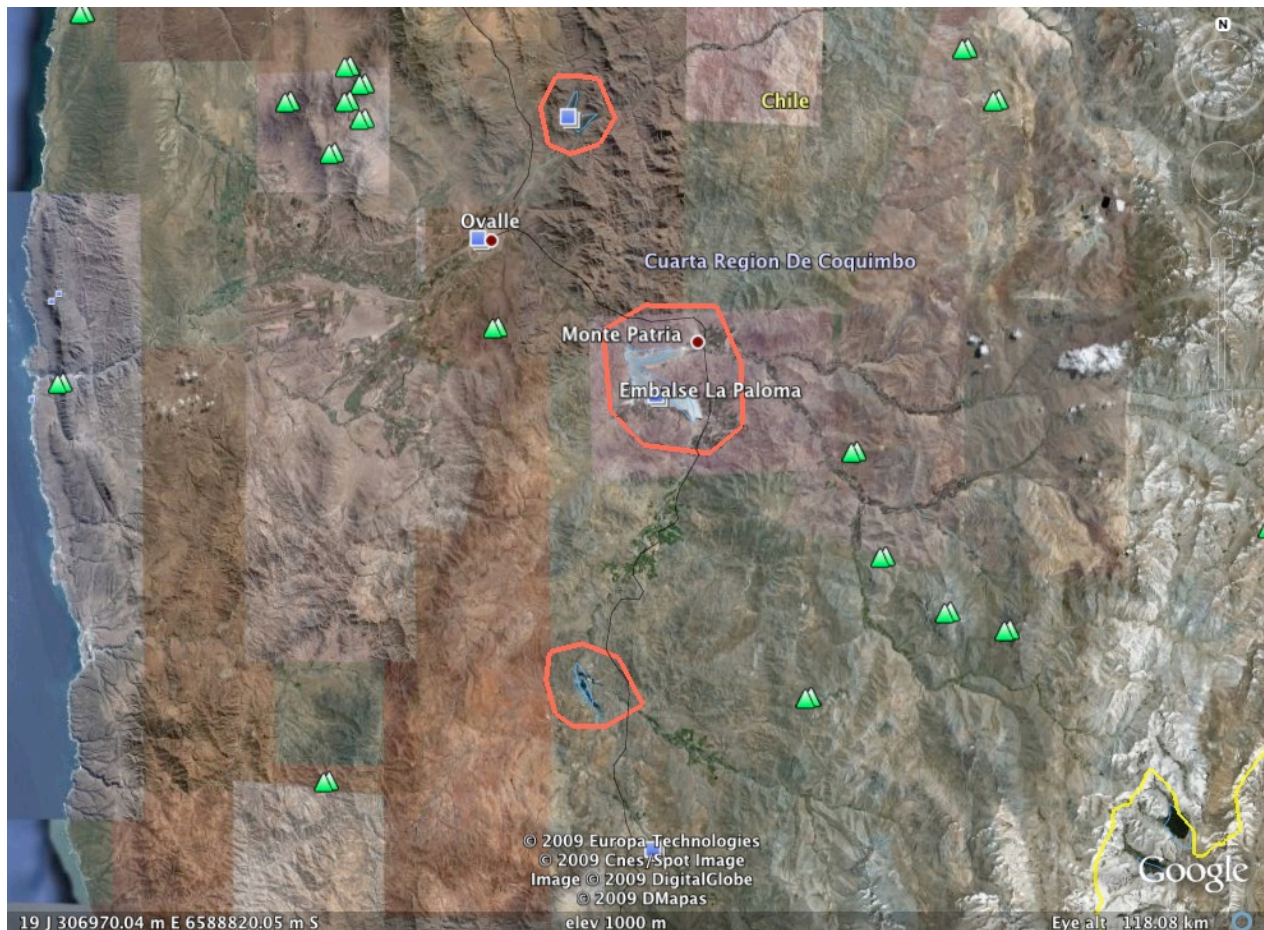 N
Chile
Ovalle
Cuarta Region De Coquimbo
Monte Patria
Embalse La Paloma
© 2009 Europa Technologies
© 2009 Cnes/Spot Image
Image © 2009 DigitalGlobe
© 2009 DMapas
Google
19 J 306970.04 m E 6588820.05 m S elev 1000 m Eye alt 118.08 km